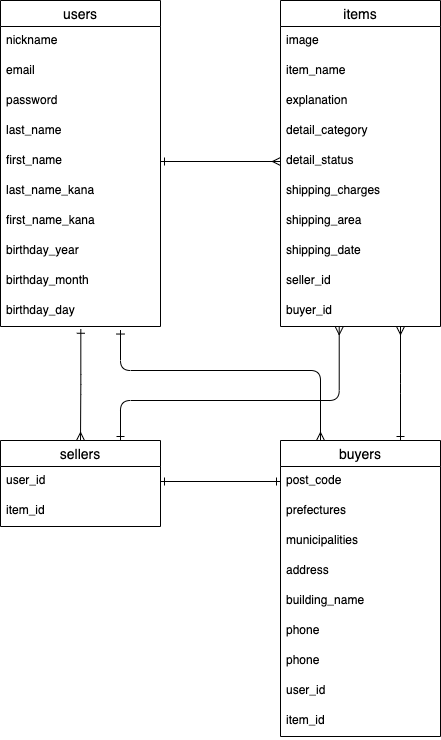 users
nickname
email
password
last_name
first_name
last_name_kana
first_name_kana
birthday_year
birthday_month
birthday_day
items
image
item_name
explanation
detail_category
detail_status
shipping_charges
shipping_area
shipping_date
seller_id
buyer_id
sellers
user_id
item_id
buyers
post_code
prefectures
municipalities
address
building_name
phone
phone
user_id
item_id